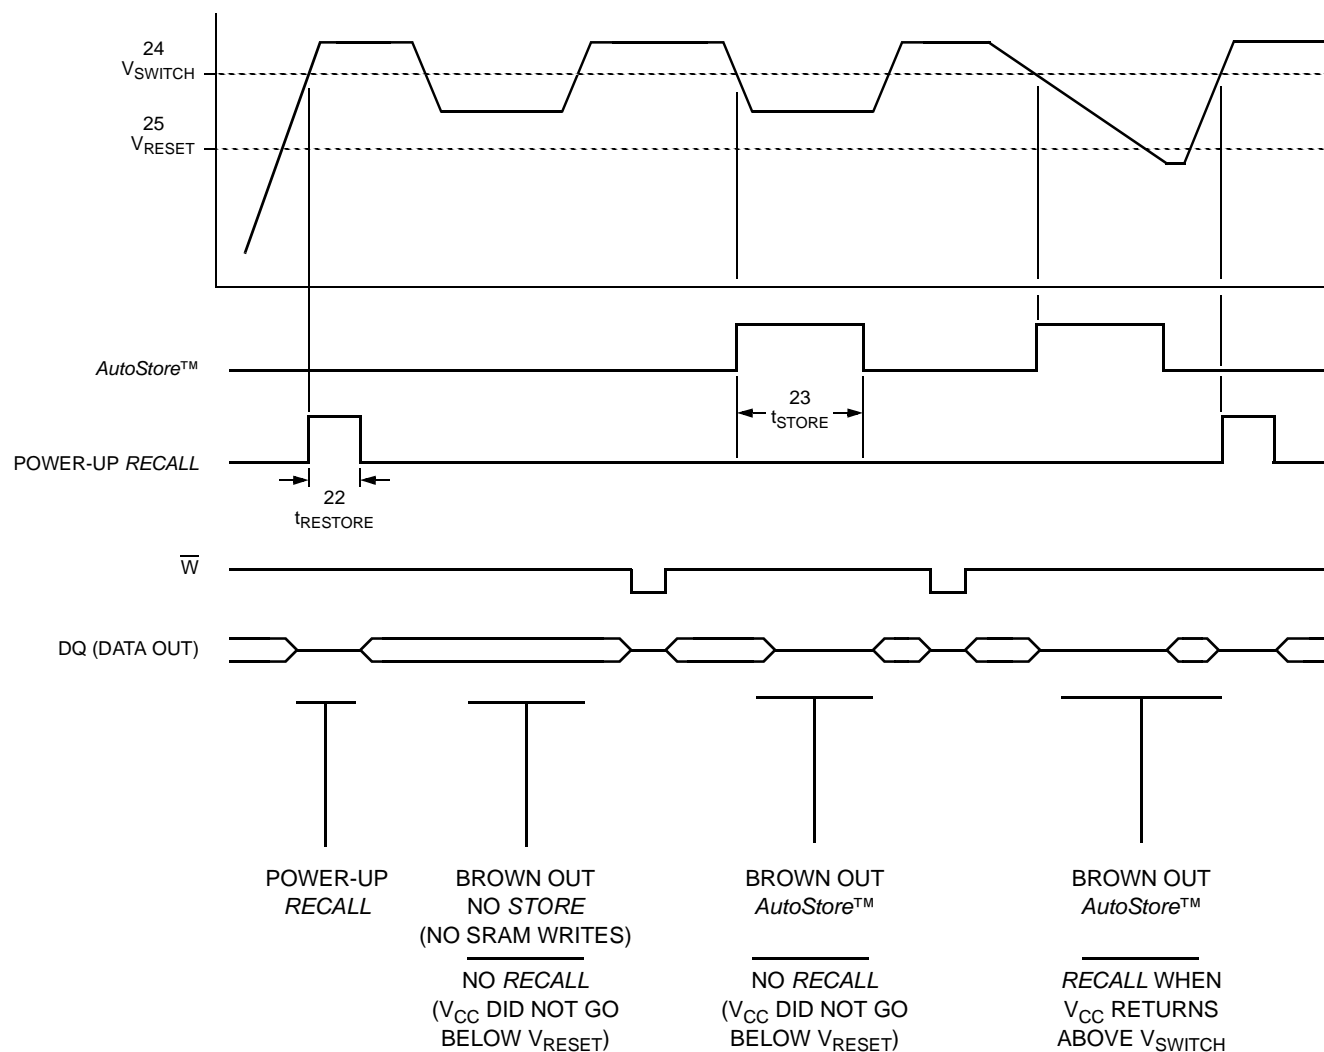 24
VSWITCH
25
VRESET
AutoStore™
23
tSTORE
POWER-UP RECALL
22
tRESTORE
W
DQ (DATA OUT)
POWER-UP
RECALL
BROWN OUT
NO STORE
(NO SRAM WRITES)
NO RECALL
(VCC DID NOT GO
BELOW VRESET)
BROWN OUT
AutoStore™
NO RECALL
(VCC DID NOT GO
BELOW VRESET)
BROWN OUT
AutoStore™
RECALL WHEN
VCC RETURNS
ABOVE VSWITCH